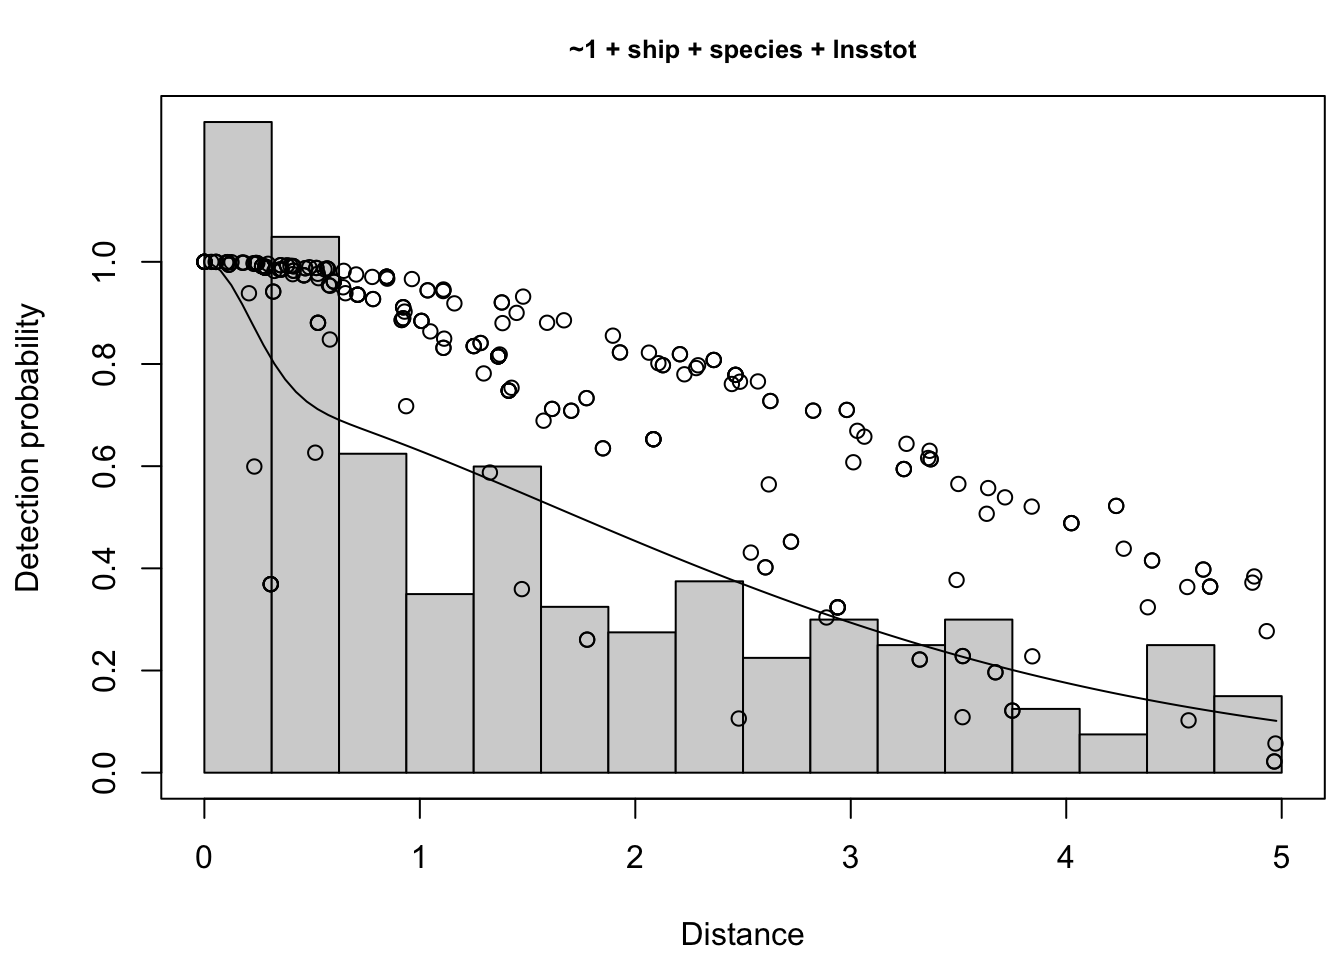 ~1 + ship + species + lnsstot
Detection probability
1.0
0.8
0.6
0.4
0.2
0.0
0 1 2 3 4 5
Distance